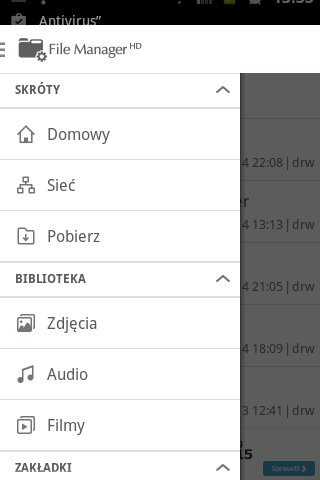 Antivirus”
File Manager HD
SKRÓTY
Domowy
Sieć
4 22:08 | drw
Pobierz
er
4 13:13 | drw
BIBLIOTEKA
4 21:05 | drw
Zdjęcia
4 18:09 | drw
Audio
Filmy
3 12:41 | drw
ZAKŁADKI
15
Sprawdź